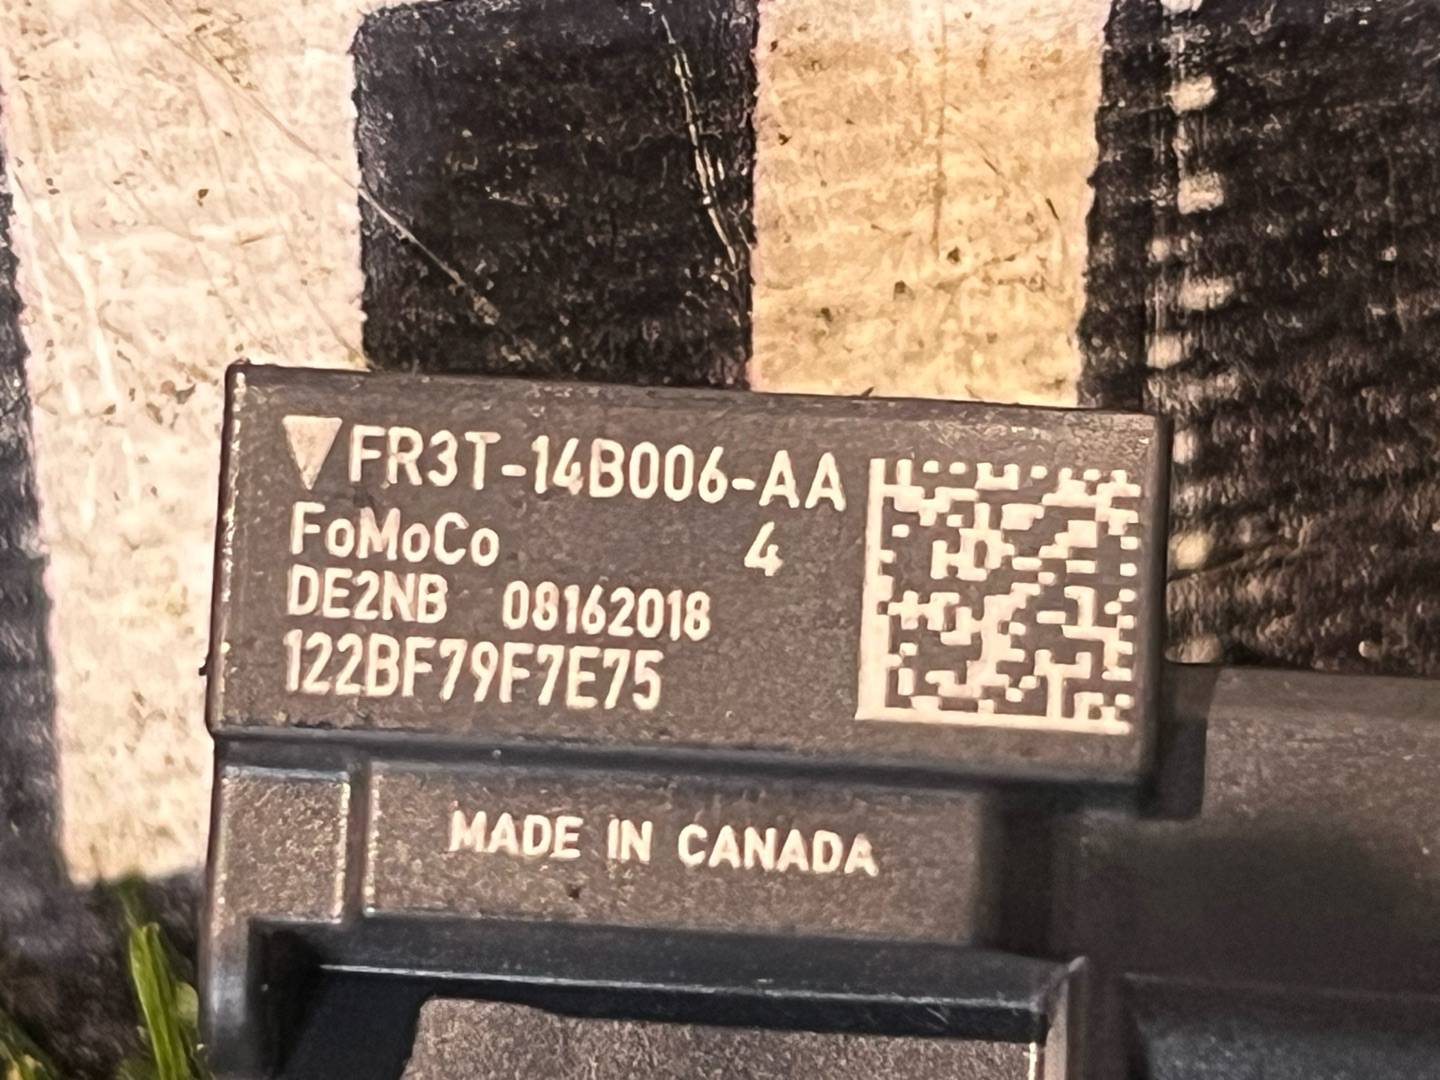 FR3T-14B006-AA
FoMoCo 4
DE2NB 08162018
122BF79F7E75
MADE IN CANADA